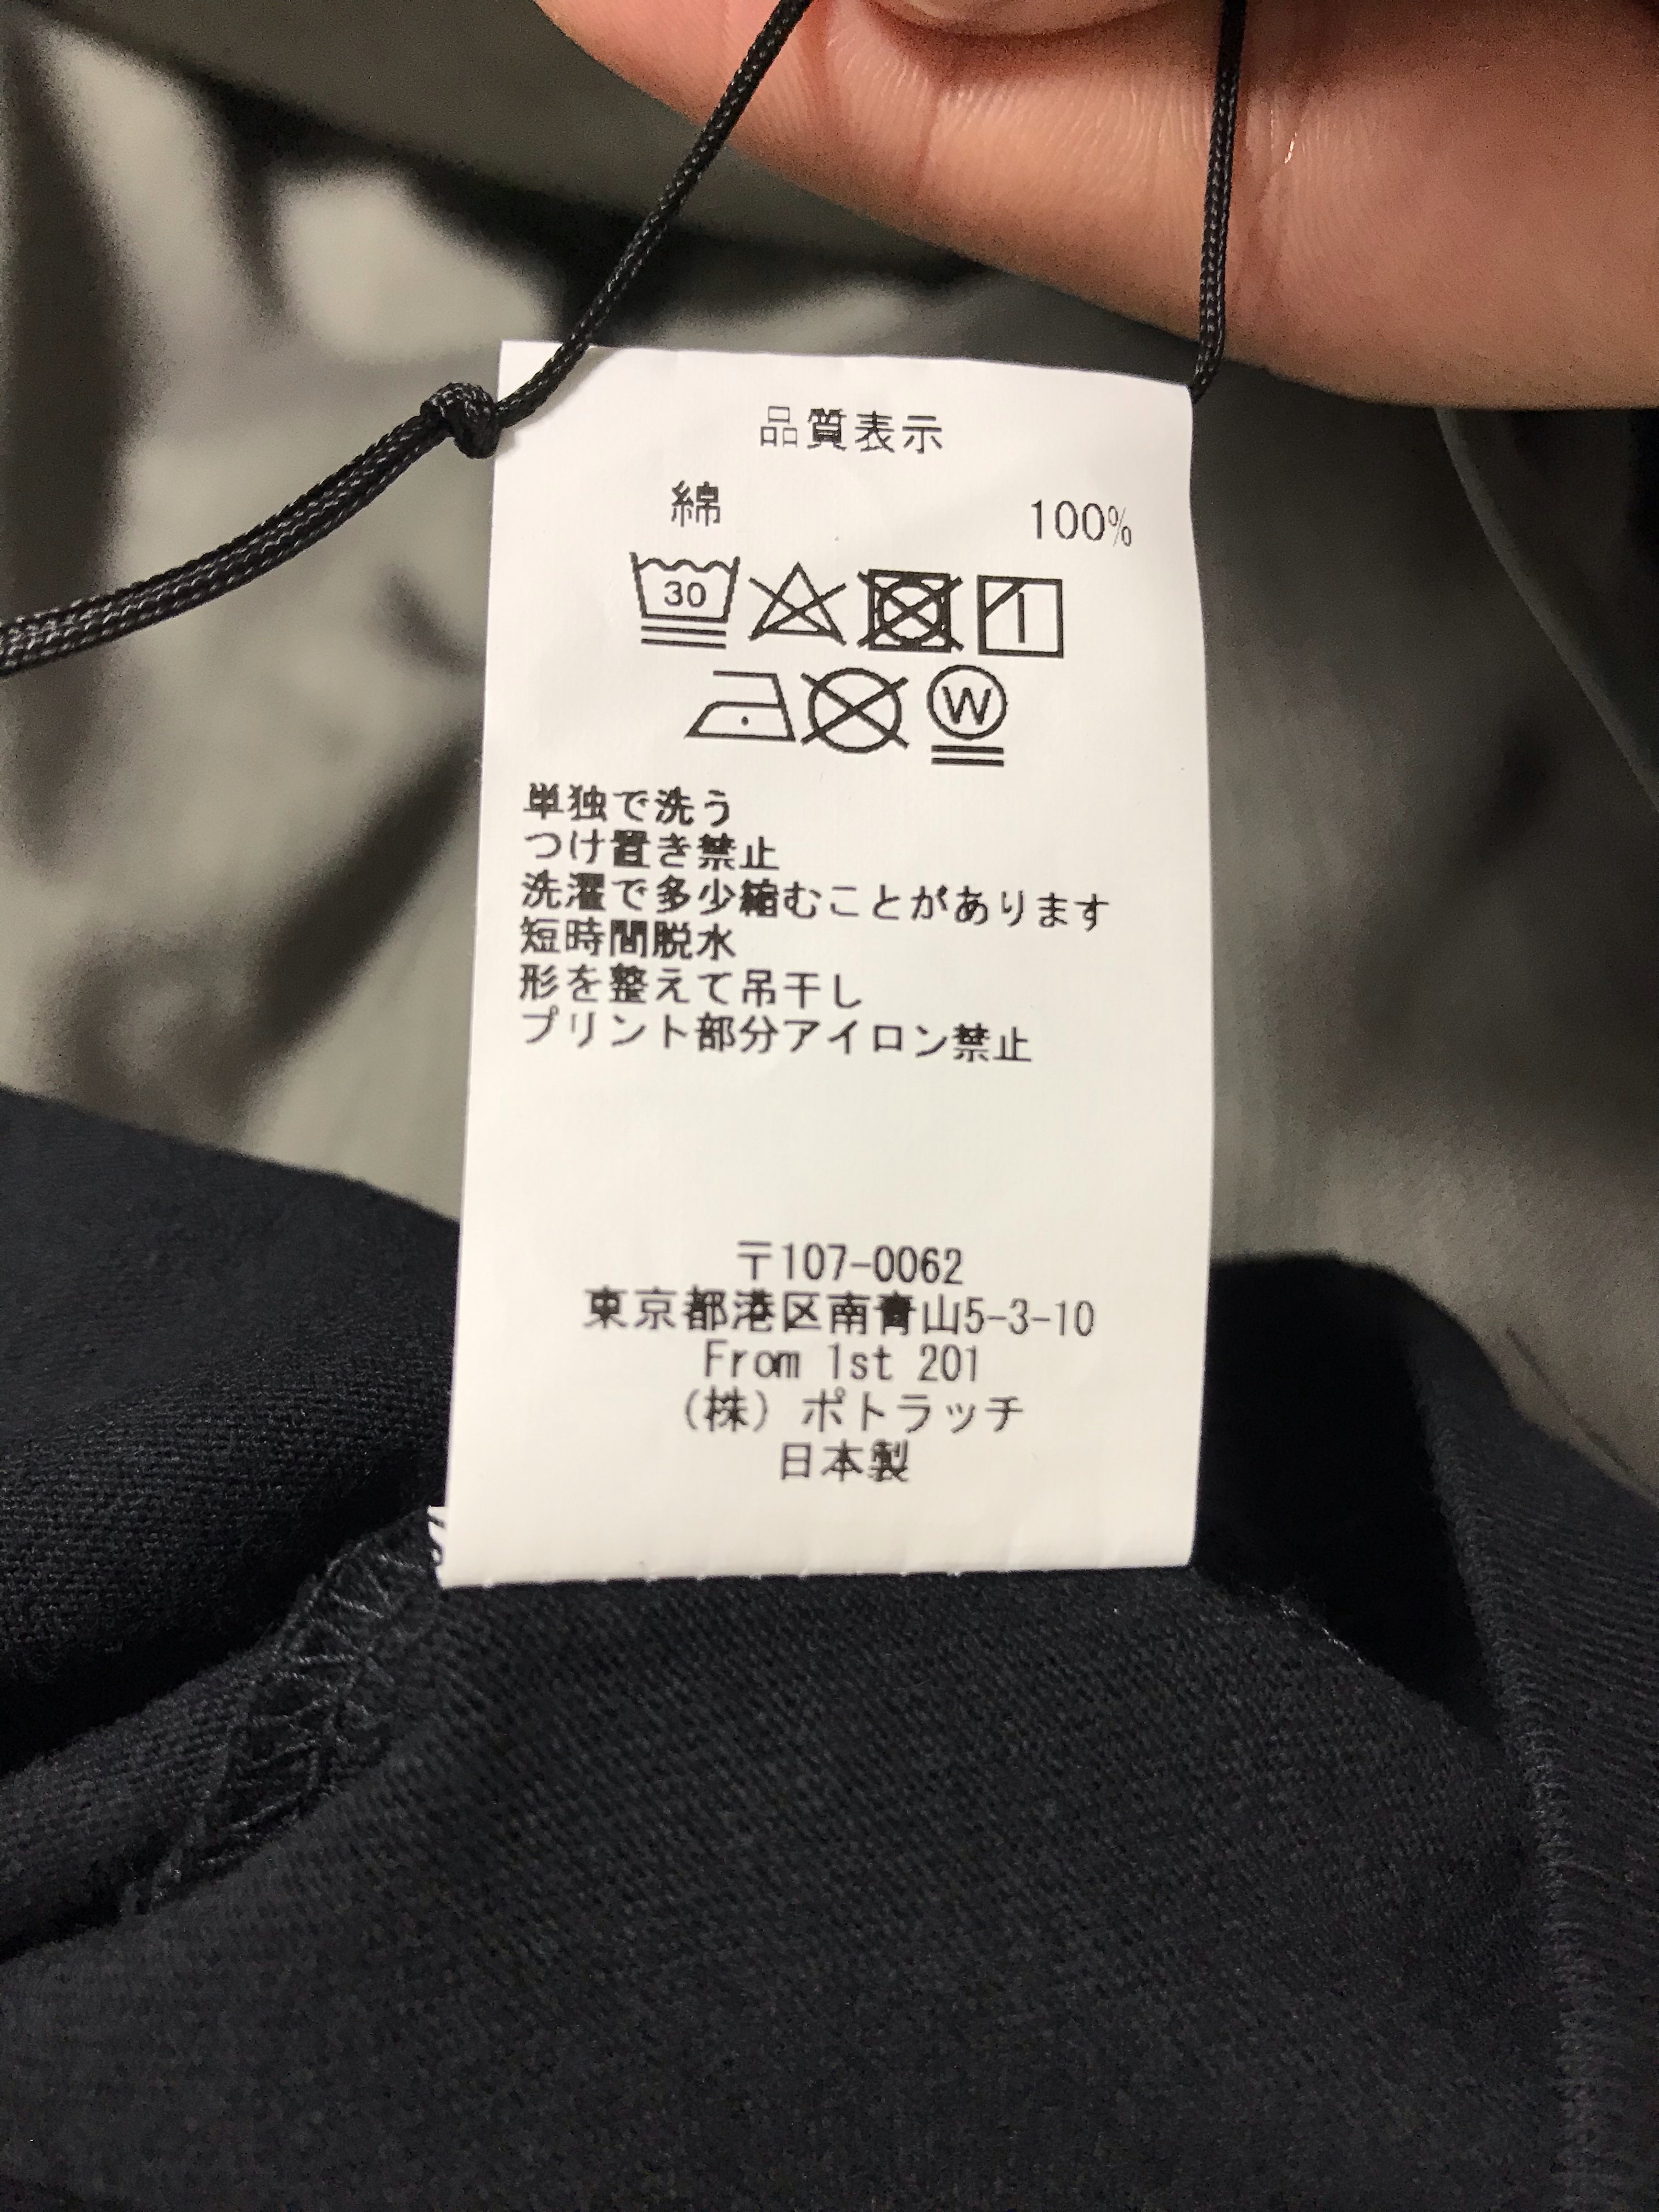 品質表示
綿 100%
30
W
単独で洗う
つけ置き禁止
洗濯で多少縮むことがあります
短時間脱水
形を整えて吊干し
プリント部分アイロン禁止
〒107-0062
東京都港区南青山5-3-10
From 1st 201
(株) ポトラッチ
日本製